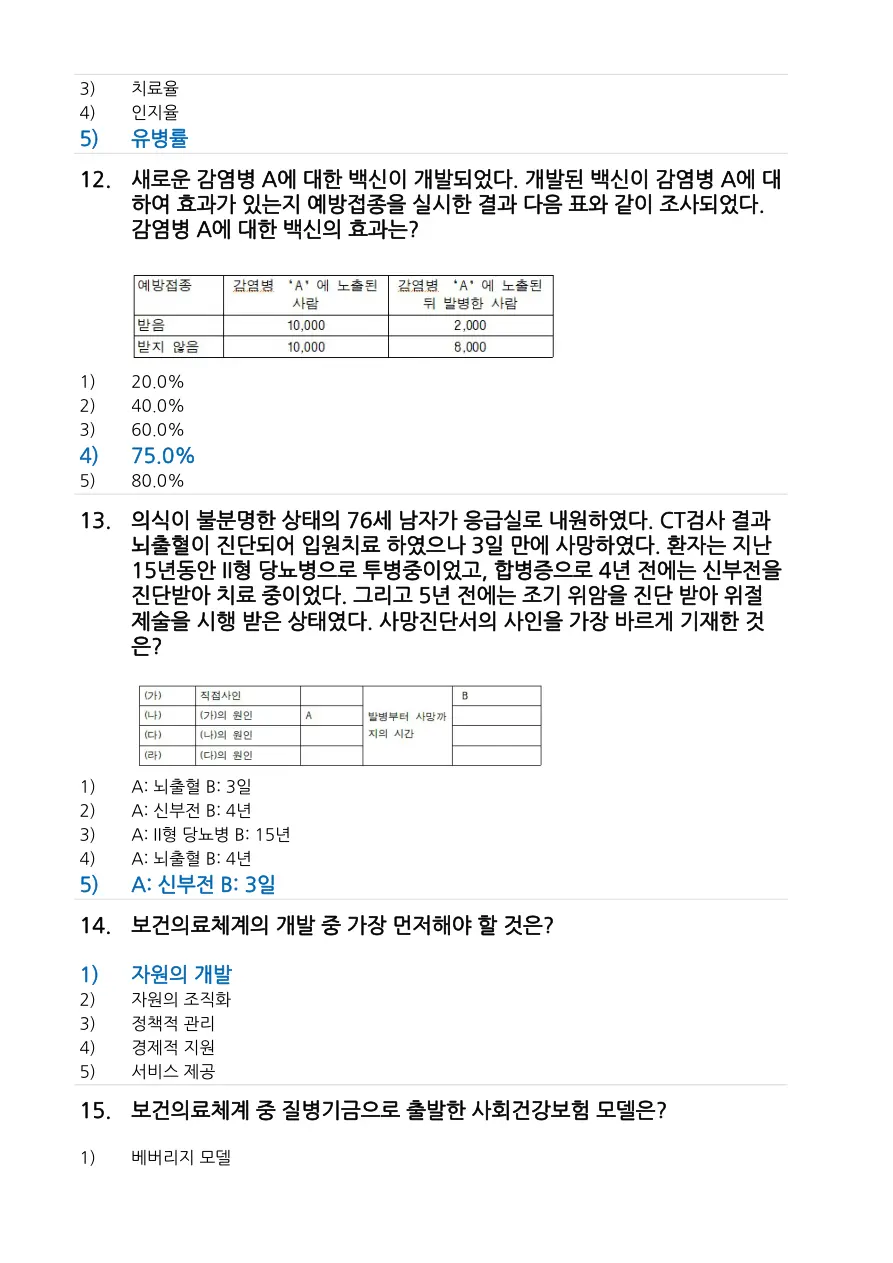 3) 치료율
4) 인지율
5) 유병률
12. 새로운 감염병 A에 대한 백신이 개발되었다. 개발된 백신이 감염병 A에 대
하여 효과가 있는지 예방접종을 실시한 결과 다음 표와 같이 조사되었다.
감염병 A에 대한 백신의 효과는?
예방접종 감염병 ‘A’에 노출된 감염병 ‘A’에 노출된
사람 뒤 발병한 사람
받음 10,000 2,000
받지 않음 10,000 8,000
1) 20.0%
2) 40.0%
3) 60.0%
4) 75.0%
5) 80.0%
13. 의식이 불분명한 상태의 76세 남자가 응급실로 내원하였다. CT검사 결과
뇌출혈이 진단되어 입원치료 하였으나 3일 만에 사망하였다. 환자는 지난
15년동안 II형 당뇨병으로 투병중이었고, 합병증으로 4년 전에는 신부전을
진단받아 치료 중이었다. 그리고 5년 전에는 조기 위암을 진단 받아 위절
제술을 시행 받은 상태였다. 사망진단서의 사인을 가장 바르게 기재한 것
은?
(가) 직접사인 B
(나) (가)의 원인 A 발병부터 사망까
(다) (나)의 원인 지의 시간
(라) (다)의 원인
1) A: 뇌출혈 B: 3일
2) A: 신부전 B: 4년
3) A: II형 당뇨병 B: 15년
4) A: 뇌출혈 B: 4년
5) A: 신부전 B: 3일
14. 보건의료체계의 개발 중 가장 먼저해야 할 것은?
1) 자원의 개발
2) 자원의 조직화
3) 정책적 관리
4) 경제적 지원
5) 서비스 제공
15. 보건의료체계 중 질병기금으로 출발한 사회건강보험 모델은?
1) 베버리지 모델